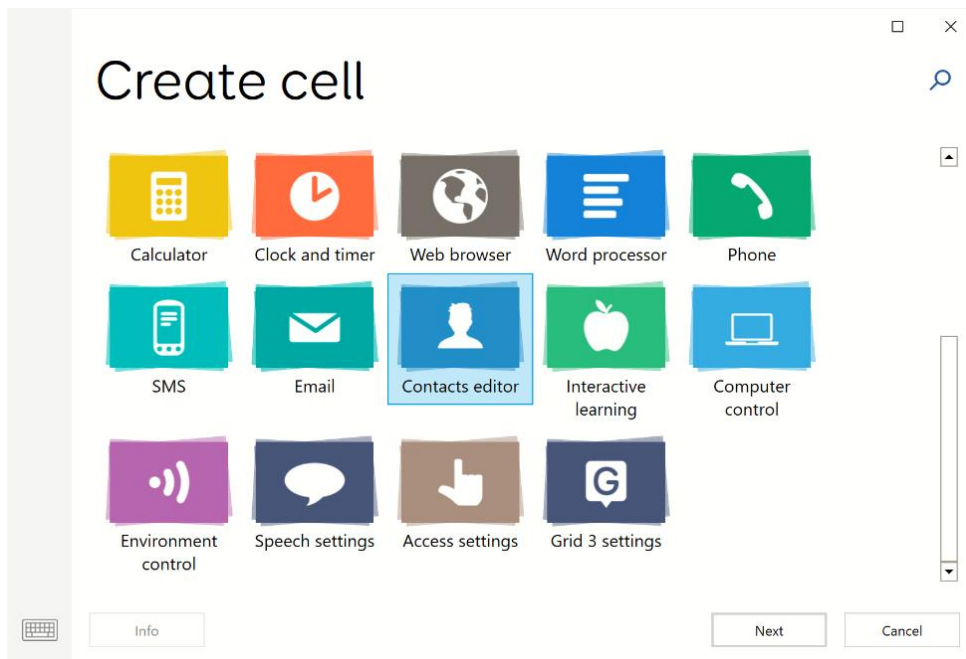 Create cell
Calculator
Clock and timer
Web browser
Word processor
Phone
SMS
Email
Contacts editor
Interactive
learning
Computer
control
Environment
control
Speech settings
Access settings
G
Grid 3 settings
Info
Next
Cancel